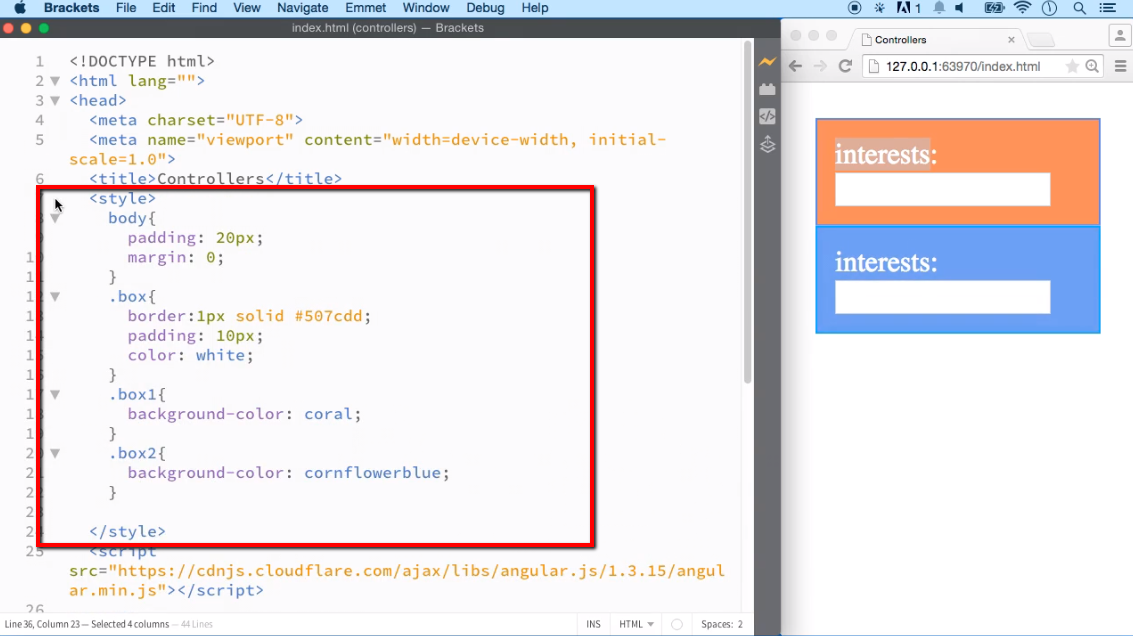 Brackets File Edit Find View Navigate Emmet Window Debug Help 1
index.html (controllers) — Brackets
1 <!DOCTYPE html>
2 <html lang="">
3 <head>
4 <meta charset="UTF-8">
5 <meta name="viewport" content="width=device-width, initial-
scale=1.0">
6 <title>Controllers</title>
<style>
body{
padding: 20px;
10 margin: 0;
}
.box{
border:1px solid #507cdd;
padding: 10px;
color: white;
}
.box1{
background-color: coral;
}
.box2{
background-color: cornflowerblue;
}
</style>
25 <script
src="https://cdnjs.cloudflare.com/ajax/libs/angular.js/1.3.15/angul
ar.min.js"></script>
26
Line 36, Column 23 — Selected 4 columns — 44 Lines
INS HTML Spaces: 2
Controllers
127.0.0.1:63970/index.html
interests:
interests: